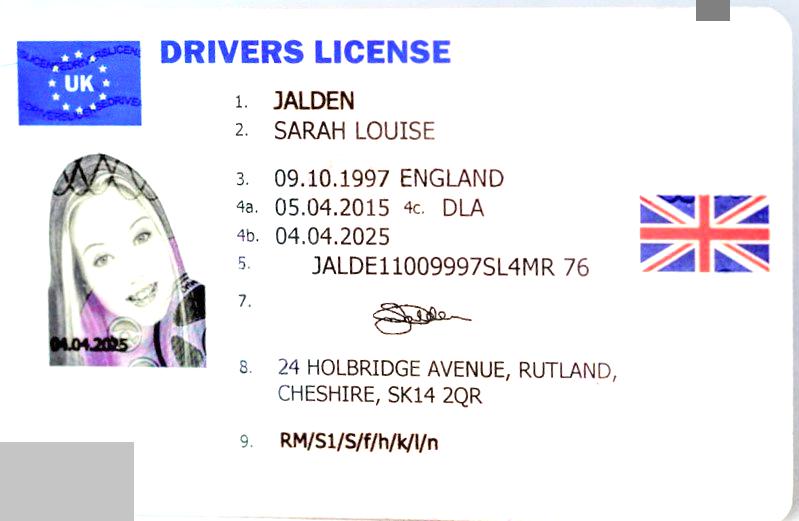 DRIVERS LICENSE
UK
1. JALDEN
2. SARAH LOUISE
3. 09.10.1997 ENGLAND
4a. 05.04.2015 4c. DLA
4b. 04.04.2025
5. JALDE11009997SL4MR 76
7. Jalden
04.04.2025
8. 24 HOLBRIDGE AVENUE, RUTLAND,
CHESHIRE, SK14 2QR
9. RM/S1/S/f/h/k/l/n